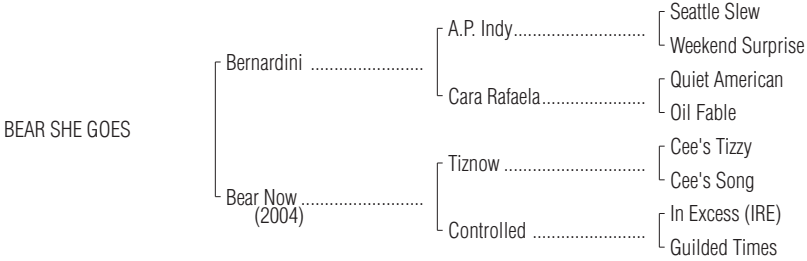 Seattle Slew
A.P. Indy
Weekend Surprise
Bernardini
Quiet American
Cara Rafaela
Oil Fable
BEAR SHE GOES
Cee's Tizzy
Tiznow
Cee's Song
Bear Now
(2004)
In Excess (IRE)
Controlled
Guilded Times